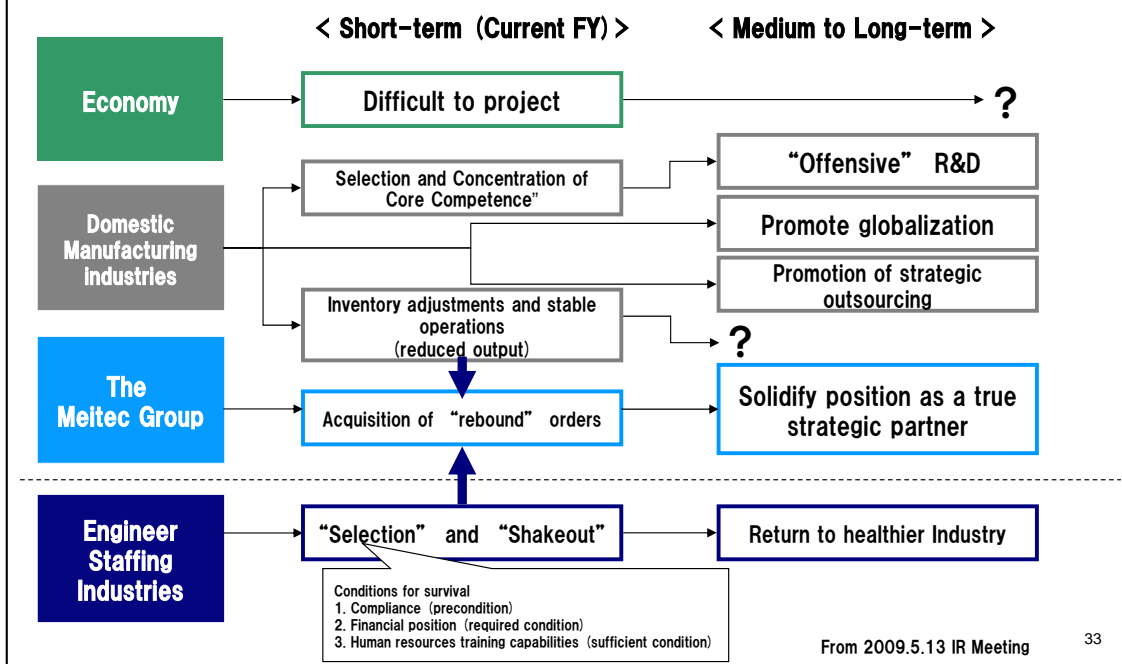 < Short-term (Current FY) >
< Medium to Long-term >
Economy
Difficult to project
?
Domestic
Manufacturing
industries
Selection and Concentration of
Core Competence”
“Offensive” R&D
Promote globalization
Promotion of strategic
outsourcing
Inventory adjustments and stable
operations
(reduced output)
?
The
Meitec Group
Acquisition of “rebound” orders
Solidify position as a true
strategic partner
Engineer
Staffing
Industries
“Selection” and “Shakeout”
Return to healthier Industry
Conditions for survival
1. Compliance (precondition)
2. Financial position (required condition)
3. Human resources training capabilities (sufficient condition)
From 2009.5.13 IR Meeting
33